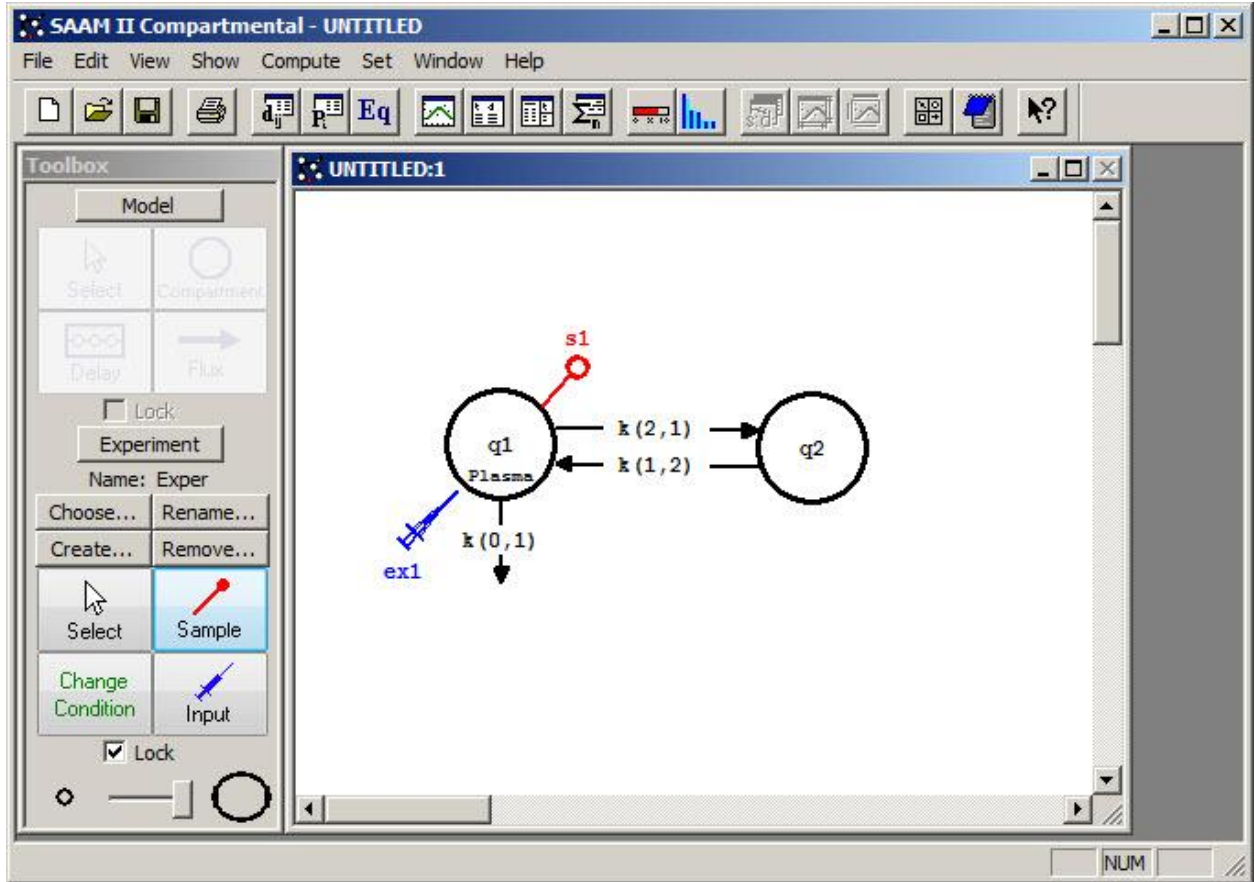 SAAM II Compartmental - UNTITLED
File Edit View Show Compute Set Window Help
Eq
?
Toolbox
UNTITLED:1
Model
Select Compartment
Delay Flux
Lock
Experiment
Name: Exper
Choose... Rename...
Create... Remove...
Select Sample
Change
Condition
Input
Lock
s1
k(2,1)
q1
q2
k(1,2)
Plasma
k(0,1)
ex1
NUM